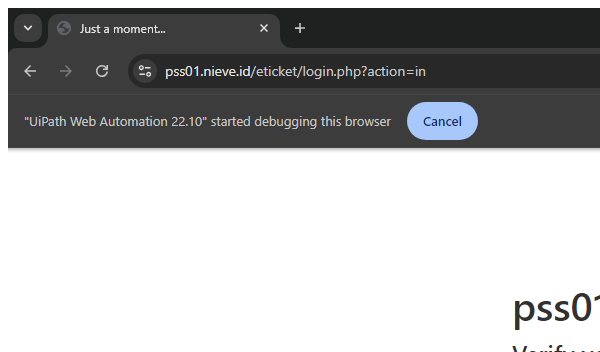 Just a moment...
pss01.nieve.id/eticket/login.php?action=in
"UiPath Web Automation 22.10" started debugging this browser
Cancel
pss01